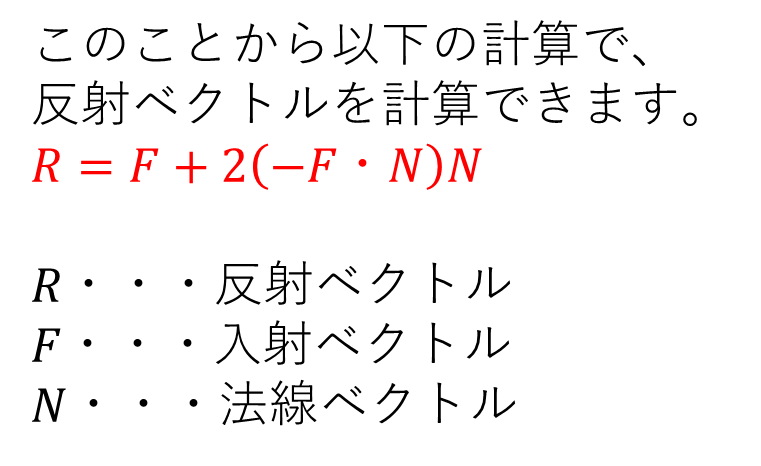 このことから以下の計算で、
反射ベクトルを計算できます。
R = F + 2(−F・N)N
R・・・反射ベクトル
F・・・入射ベクトル
N・・・法線ベクトル